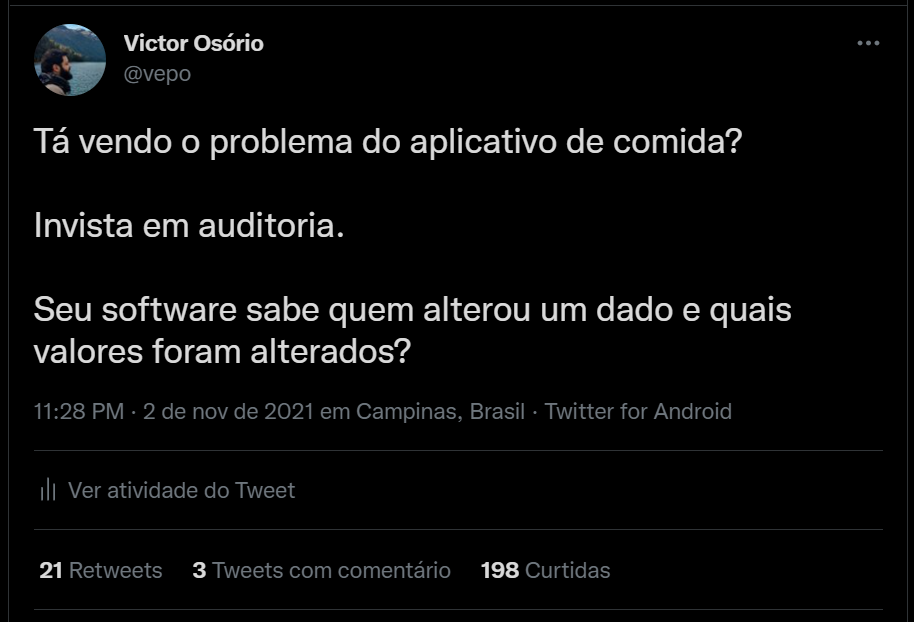 Victor Osório
@vepo
Tá vendo o problema do aplicativo de comida?
Invista em auditoria.
Seu software sabe quem alterou um dado e quais
valores foram alterados?
11:28 PM · 2 de nov de 2021 em Campinas, Brasil · Twitter for Android
Ver atividade do Tweet
21 Retweets 3 Tweets com comentário 198 Curtidas